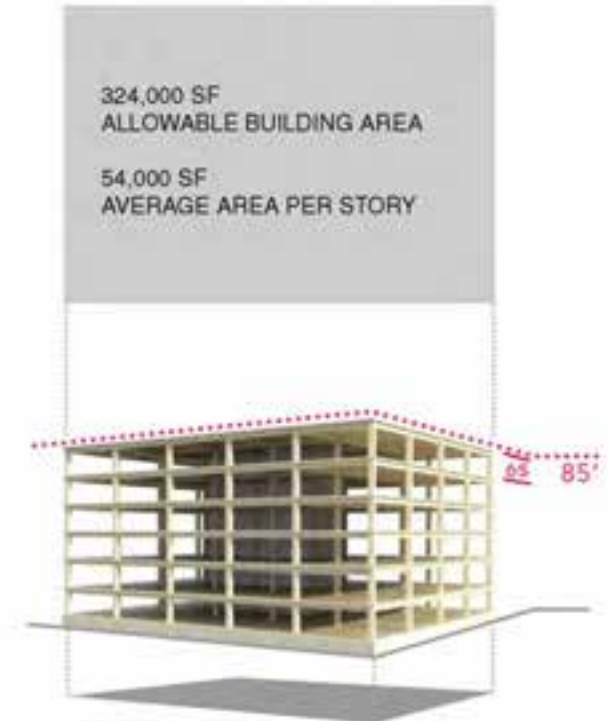 324,000 SF
ALLOWABLE BUILDING AREA
54,000 SF
AVERAGE AREA PER STORY
85'